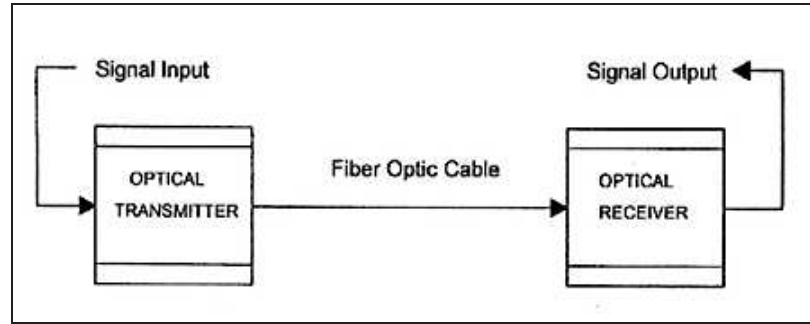 Signal Input
Signal Output
Fiber Optic Cable
OPTICAL
TRANSMITTER
OPTICAL
RECEIVER